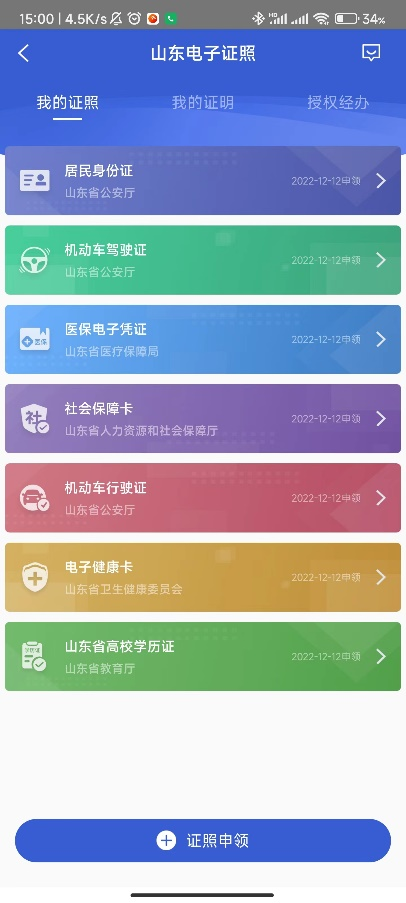 15:00 | 4.5K/s
HD
34%
山东电子证照
我的证照
我的证明
授权经办
居民身份证
山东省公安厅
2022-12-12申领
机动车驾驶证
山东省公安厅
2022-12-12申领
医保
医保电子凭证
山东省医疗保障局
2022-12-12申领
社
社会保障卡
山东省人力资源和社会保障厅
2022-12-12申领
机动车行驶证
山东省公安厅
2022-12-12申领
电子健康卡
山东省卫生健康委员会
2022-12-12申领
学历证
山东省高校学历证
山东省教育厅
2022-12-12申领
证照申领